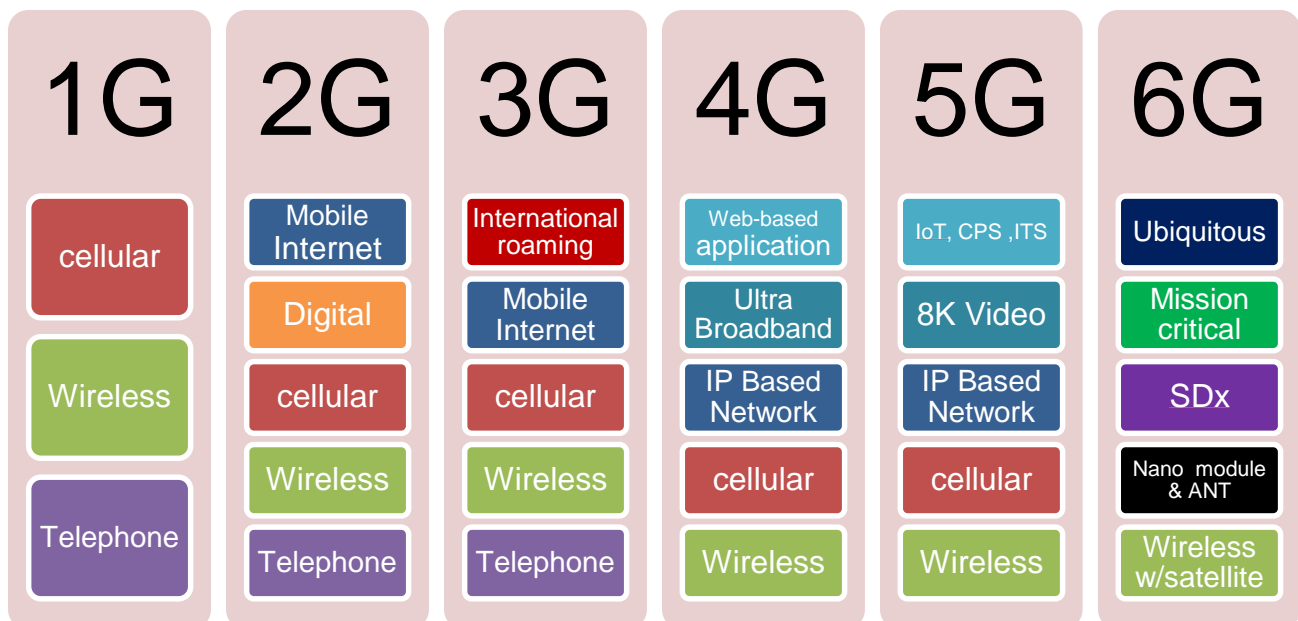 1G
cellular
Wireless
Telephone
2G
Mobile
Internet
Digital
cellular
Wireless
Telephone
3G
International
roaming
Mobile
Internet
cellular
Wireless
Telephone
4G
Web-based
application
Ultra
Broadband
IP Based
Network
cellular
Wireless
5G
IoT, CPS ,ITS
8K Video
IP Based
Network
cellular
Wireless
6G
Ubiquitous
Mission
critical
SDx
Nano module
& ANT
Wireless
w/satellite